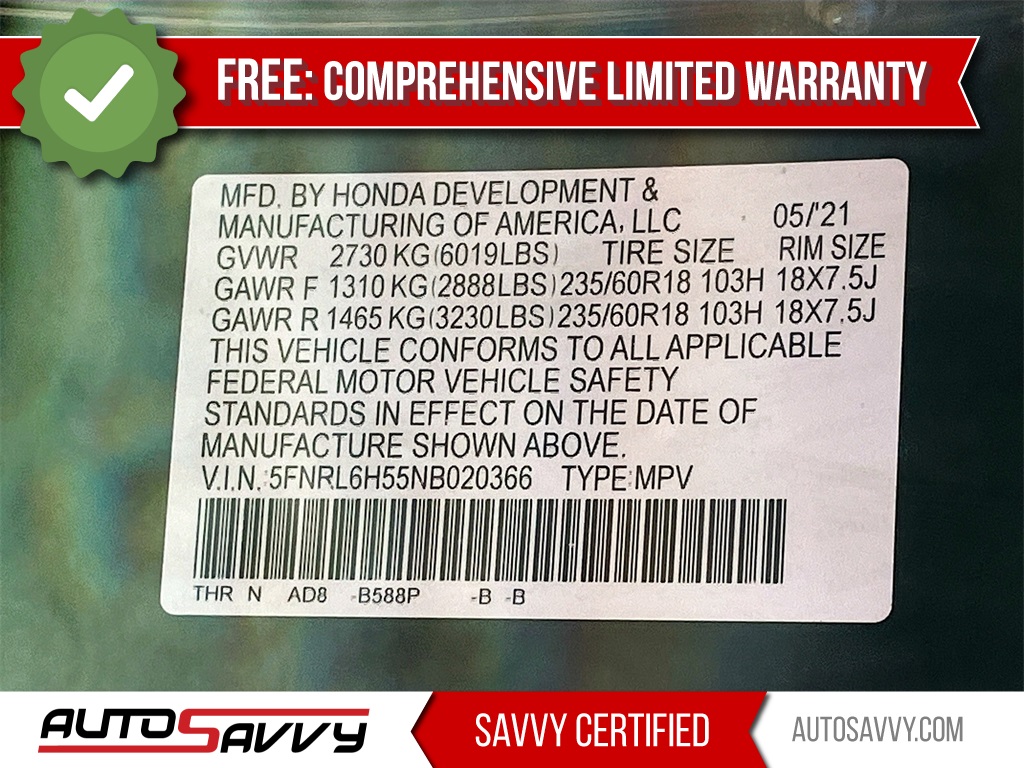 FREE: COMPREHENSIVE LIMITED WARRANTY
MFD. BY HONDA DEVELOPMENT &
MANUFACTURING OF AMERICA, LLC 05/'21
GVWR 2730 KG(6019LBS) TIRE SIZE RIM SIZE
GAWR F 1310 KG(2888LBS) 235/60R18 103H 18X7.5J
GAWR R 1465 KG(3230LBS) 235/60R18 103H 18X7.5J
THIS VEHICLE CONFORMS TO ALL APPLICABLE
FEDERAL MOTOR VEHICLE SAFETY
STANDARDS IN EFFECT ON THE DATE OF
MANUFACTURE SHOWN ABOVE.
V.I.N. 5FNRL6H55NB020366 TYPE:MPV
THR N AD8 -B588P -B -B
AUTOSAVVY SAVVY CERTIFIED AUTOSAVVY.COM